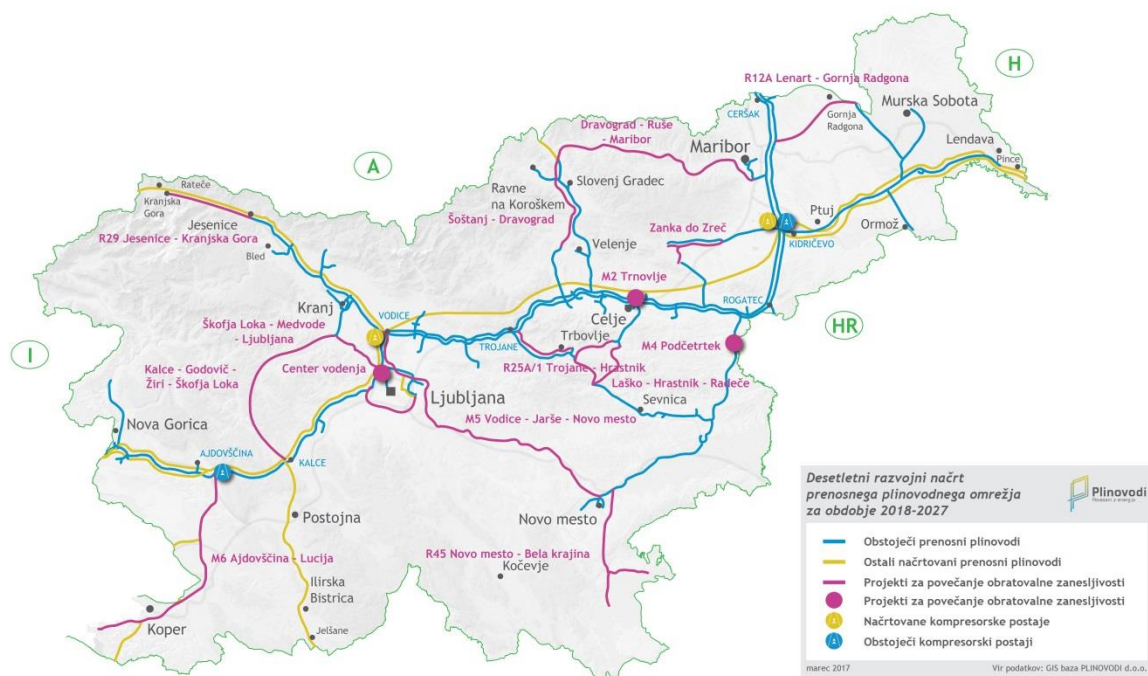 H
R12A Lenart - Gornja Radgona
Murska Sobota
CERŠAK
Gornja
Radgona
Dravograd - Ruše
- Maribor
Maribor
Lendava
Pince
A
Rateče
Kranjska
Gora
Ravne
na Koroškem
Slovenj Gradec
Šoštanj - Dravograd
Jesenice
R29 Jesenice - Kranjska Gora
Bled
Velenje
Zanka do Zreč
Ptuj
KIDRIČEVO
Ormož
M2 Trnovlje
Kranj
VODICE
ROGATEC
Celje
HR
Škofja Loka - Medvode
- Ljubljana
TROJANE
Trbovlje
M4 Podčetrtek
I
Kalce - Godovič -
Žiri - Škofja Loka
Center vodenja
R25A/1 Trojane - Hrastnik
Laško - Hrastnik - Radeče
Ljubljana
Sevnica
M5 Vodice - Jarše - Novo mesto
Nova Gorica
AJDOVŠČINA
KALCE
Postojna
Novo mesto
M6 Ajdovščina - Lucija
R45 Novo mesto - Bela krajina
Kočevje
Ilirska
Bistrica
Koper
Jelšane
Desetletni razvojni načrt
prenosnega plinovodnega omrežja
za obdobje 2018-2027
Plinovodi
Povezani z energijo
Obstoječi prenosni plinovodi
Ostali načrtovani prenosni plinovodi
Projekti za povečanje obratovalne zanesljivosti
Projekti za povečanje obratovalne zanesljivosti
Načrtovane kompresorske postaje
Obstoječi kompresorski postaji
marec 2017
Vir podatkov: GIS baza PLINOVODI d.o.o.